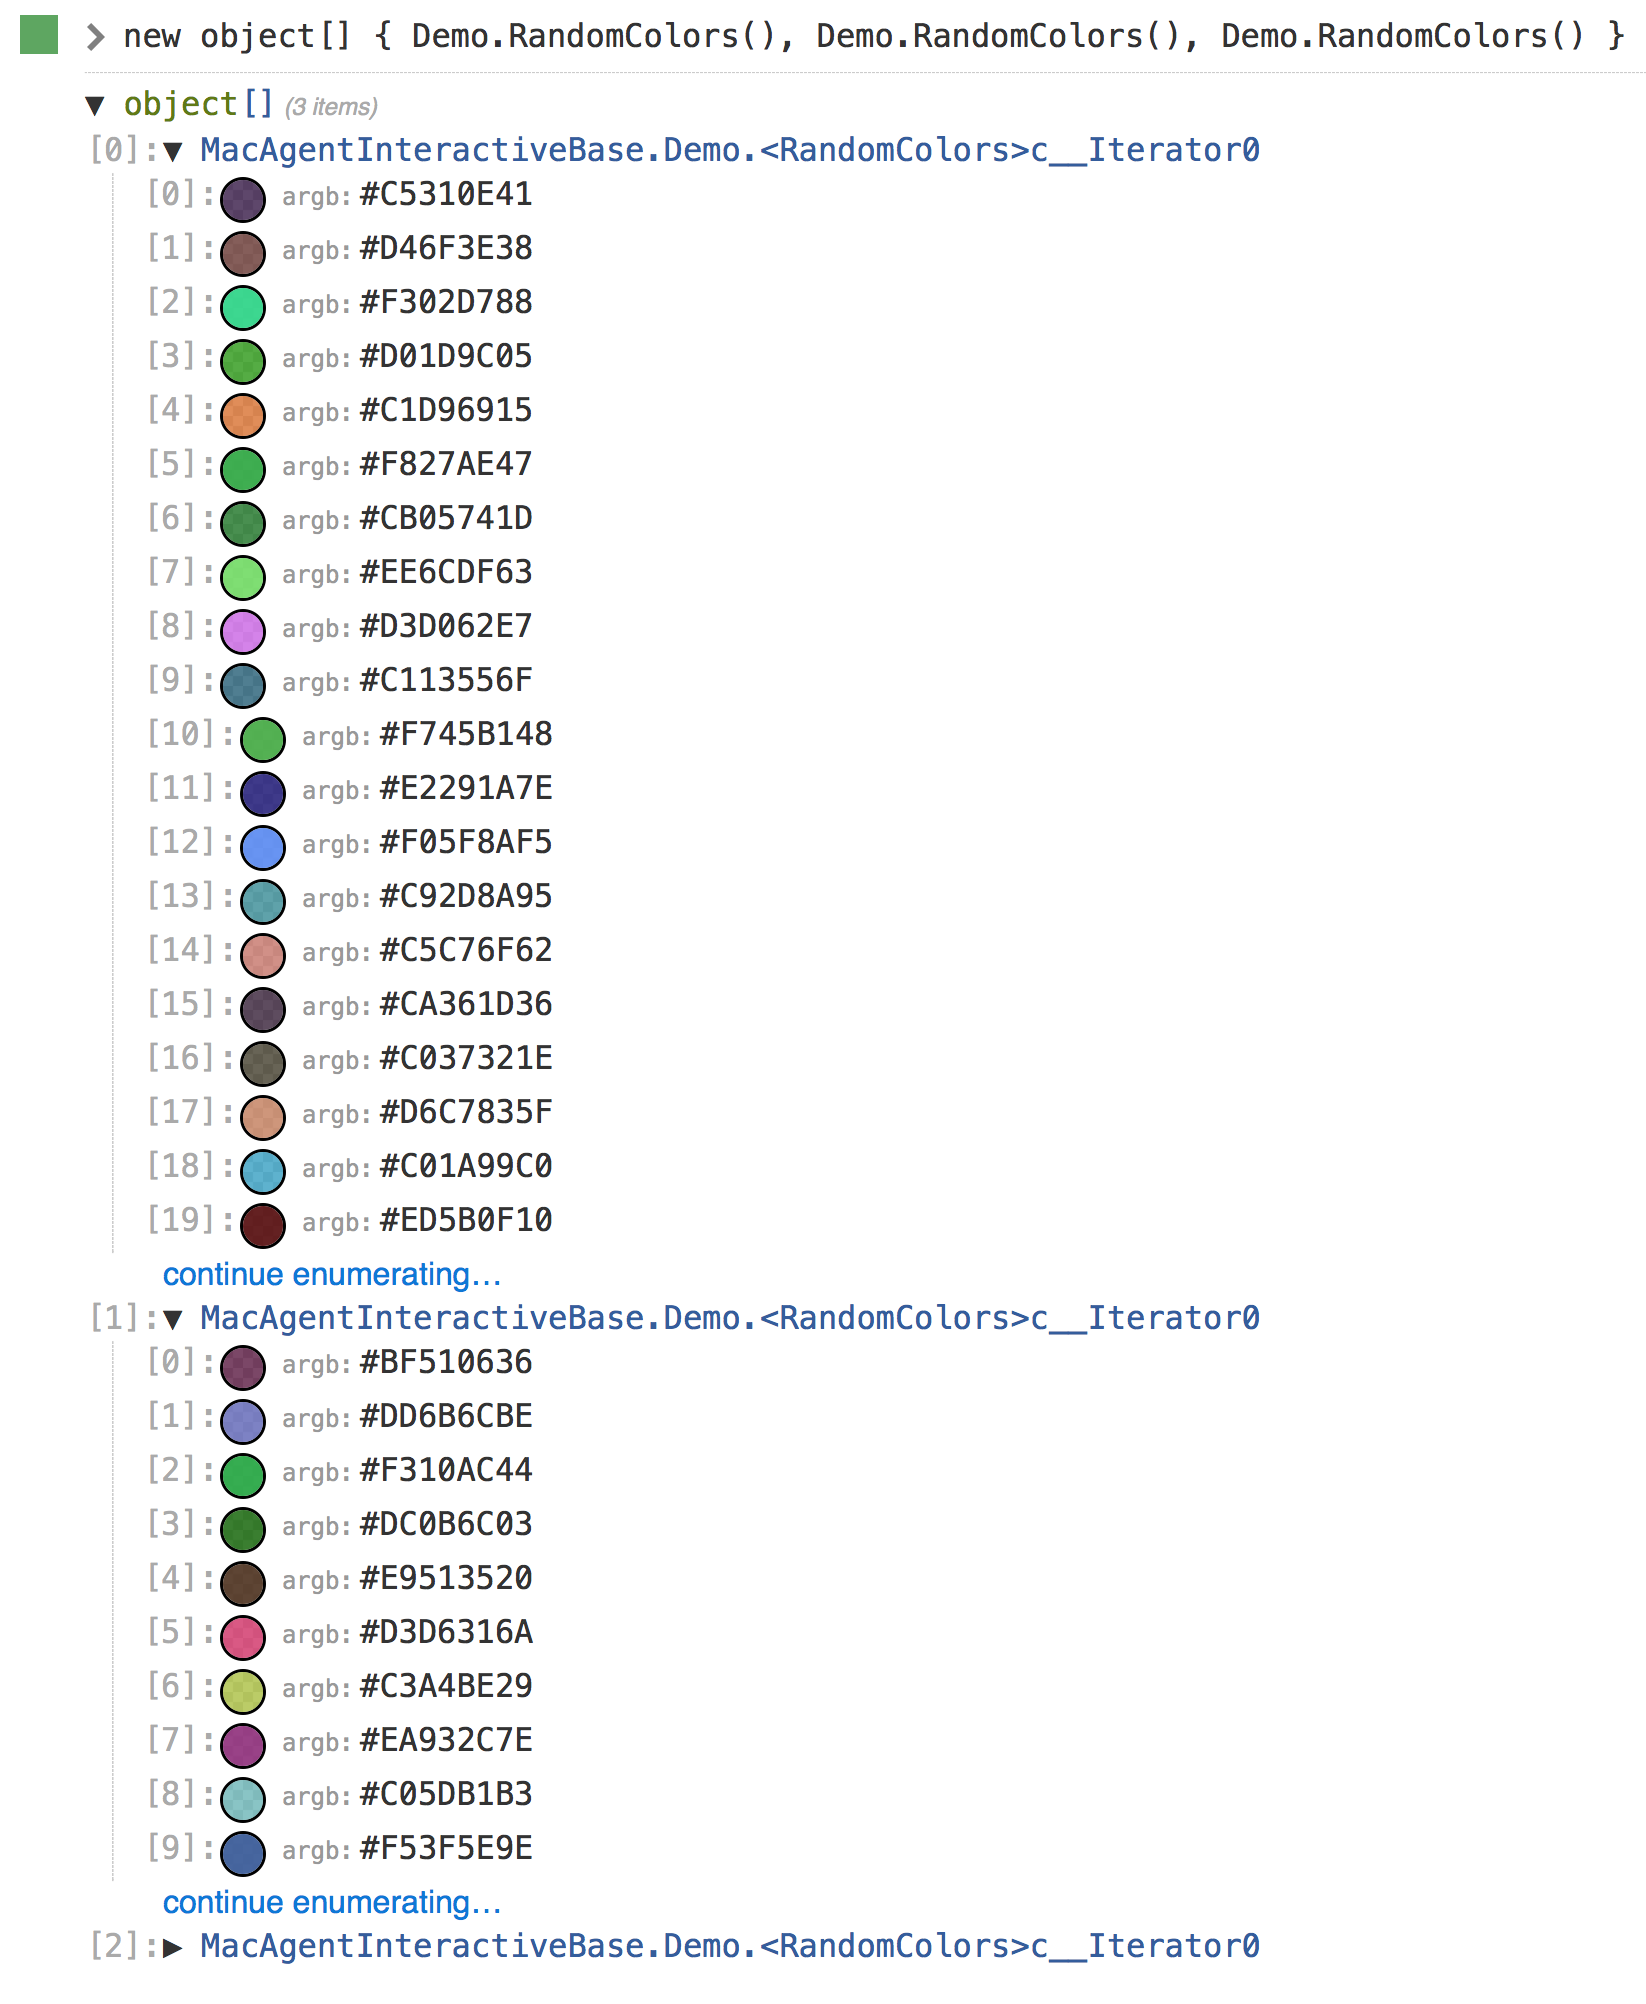 new object[] { Demo.RandomColors(), Demo.RandomColors(), Demo.RandomColors() }
▼ object[] (3 items)
[0]:▼ MacAgentInteractiveBase.Demo.<RandomColors>c__Iterator0
[0]: argb: #C5310E41
[1]: argb: #D46F3E38
[2]: argb: #F302D788
[3]: argb: #D01D9C05
[4]: argb: #C1D96915
[5]: argb: #F827AE47
[6]: argb: #CB05741D
[7]: argb: #EE6CDF63
[8]: argb: #D3D062E7
[9]: argb: #C113556F
[10]: argb: #F745B148
[11]: argb: #E2291A7E
[12]: argb: #F05F8AF5
[13]: argb: #C92D8A95
[14]: argb: #C5C76F62
[15]: argb: #CA361D36
[16]: argb: #C037321E
[17]: argb: #D6C7835F
[18]: argb: #C01A99C0
[19]: argb: #ED5B0F10
continue enumerating…
[1]:▼ MacAgentInteractiveBase.Demo.<RandomColors>c__Iterator0
[0]: argb: #BF510636
[1]: argb: #DD6B6CBE
[2]: argb: #F310AC44
[3]: argb: #DC0B6C03
[4]: argb: #E9513520
[5]: argb: #D3D6316A
[6]: argb: #C3A4BE29
[7]: argb: #EA932C7E
[8]: argb: #C05DB1B3
[9]: argb: #F53F5E9E
continue enumerating…
[2]:▶ MacAgentInteractiveBase.Demo.<RandomColors>c__Iterator0